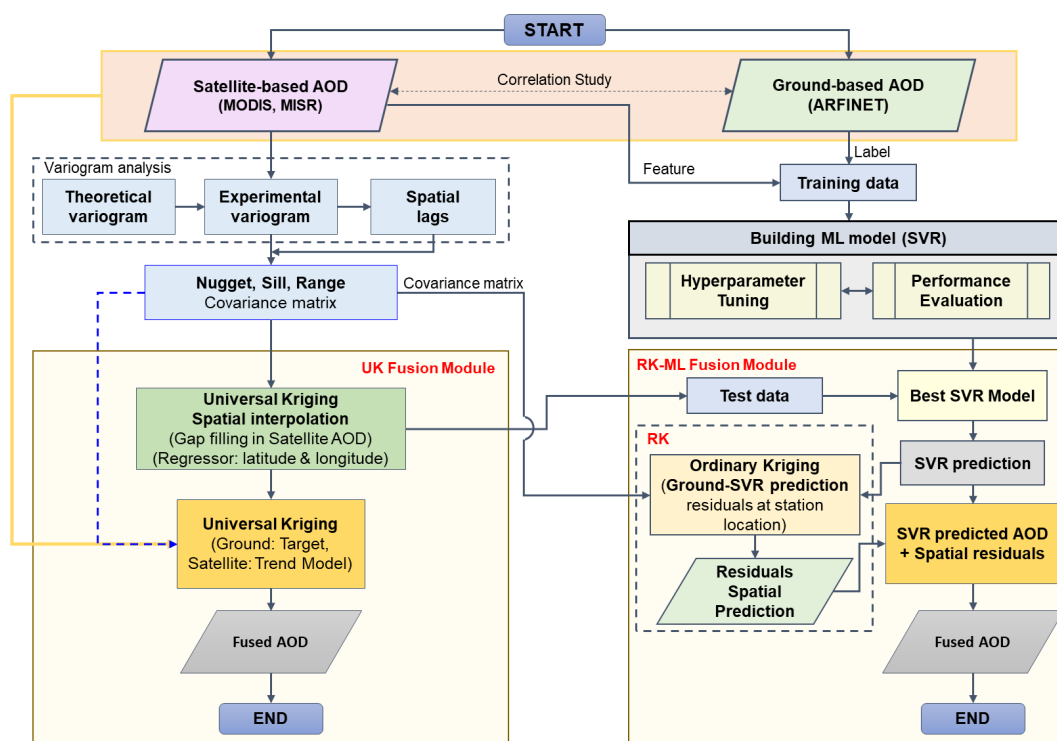 START
Satellite-based AOD
(MODIS, MISR)
Correlation Study
Ground-based AOD
(ARFINET)
Label
Feature
Training data
Variogram analysis
Theoretical
variogram
Experimental
variogram
Spatial
lags
Building ML model (SVR)
Hyperparameter
Tuning
Performance
Evaluation
Nugget, Sill, Range
Covariance matrix
Covariance matrix
UK Fusion Module
Universal Kriging
Spatial interpolation
(Gap filling in Satellite AOD)
(Regressor: latitude & longitude)
Universal Kriging
(Ground: Target,
Satellite: Trend Model)
Fused AOD
END
RK-ML Fusion Module
Test data
Best SVR Model
RK
Ordinary Kriging
(Ground-SVR prediction
residuals at station
location)
SVR prediction
Residuals
Spatial
Prediction
SVR predicted AOD
+ Spatial residuals
Fused AOD
END